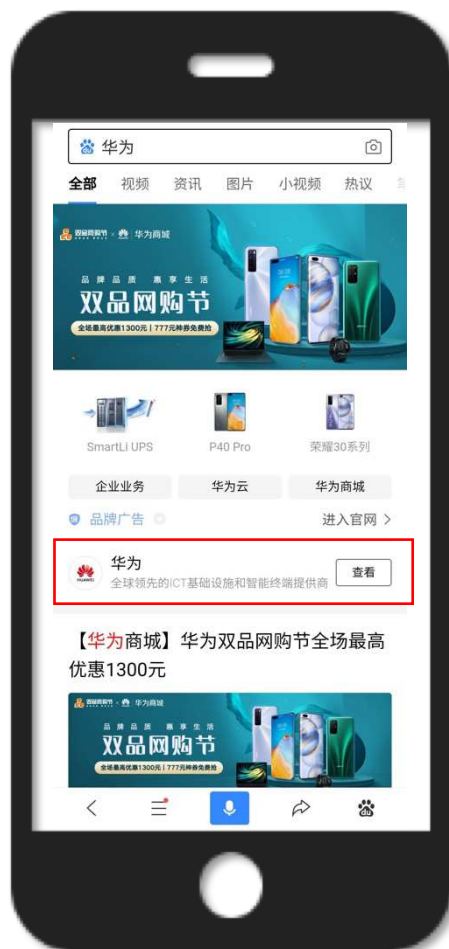 华为
全部 视频 资讯 图片 小视频 热议
双品网购节 × 华为商城
品牌品质 惠享生活
双品网购节
全场最高优惠1300元 | 777元神券免费抢
SmartLi UPS P40 Pro 荣耀30系列
企业业务 华为云 华为商城
品牌广告 进入官网 >
华为
全球领先的ICT基础设施和智能终端提供商
查看
HUAWEI
【华为商城】华为双品网购节全场最高
优惠1300元
双品网购节 × 华为商城
品牌品质 惠享生活
双品网购节
全场最高优惠1300元 | 777元神券免费抢